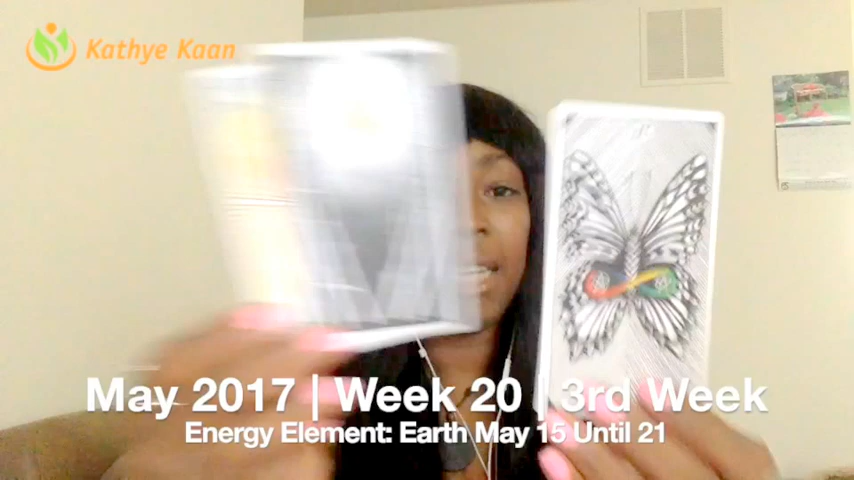 Kathye Kaan
May 2017 | Week 20 | 3rd Week
Energy Element: Earth May 15 Until 21